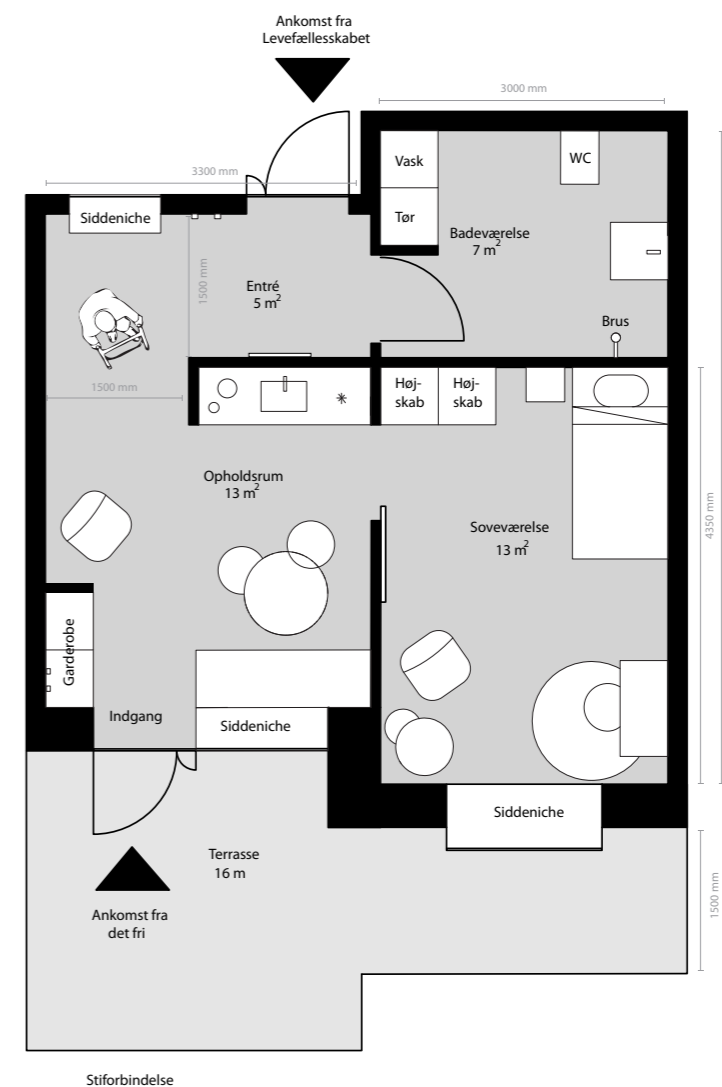 Ankomst fra
Levefællesskabet
3000 mm
3300 mm
Vask
WC
Siddeniche
Tør
Badeværelse
7 m²
1500 mm
Entré
5 m²
Brus
1500 mm
Høj-
skab
Høj-
skab
Opholdsrum
13 m²
4350 mm
Soveværelse
13 m²
Garderobe
Indgang
Siddeniche
Siddeniche
Terrasse
16 m
1500 mm
Ankomst fra
det fri
Stiforbindelse